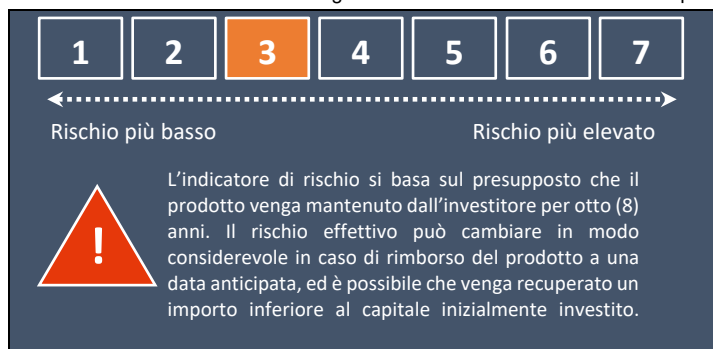 1 2 3 4 5 6 7
Rischio più basso Rischio più elevato
L’indicatore di rischio si basa sul presupposto che il
prodotto venga mantenuto dall’investitore per otto (8)
anni. Il rischio effettivo può cambiare in modo
considerevole in caso di rimborso del prodotto a una
data anticipata, ed è possibile che venga recuperato un
importo inferiore al capitale inizialmente investito.
!